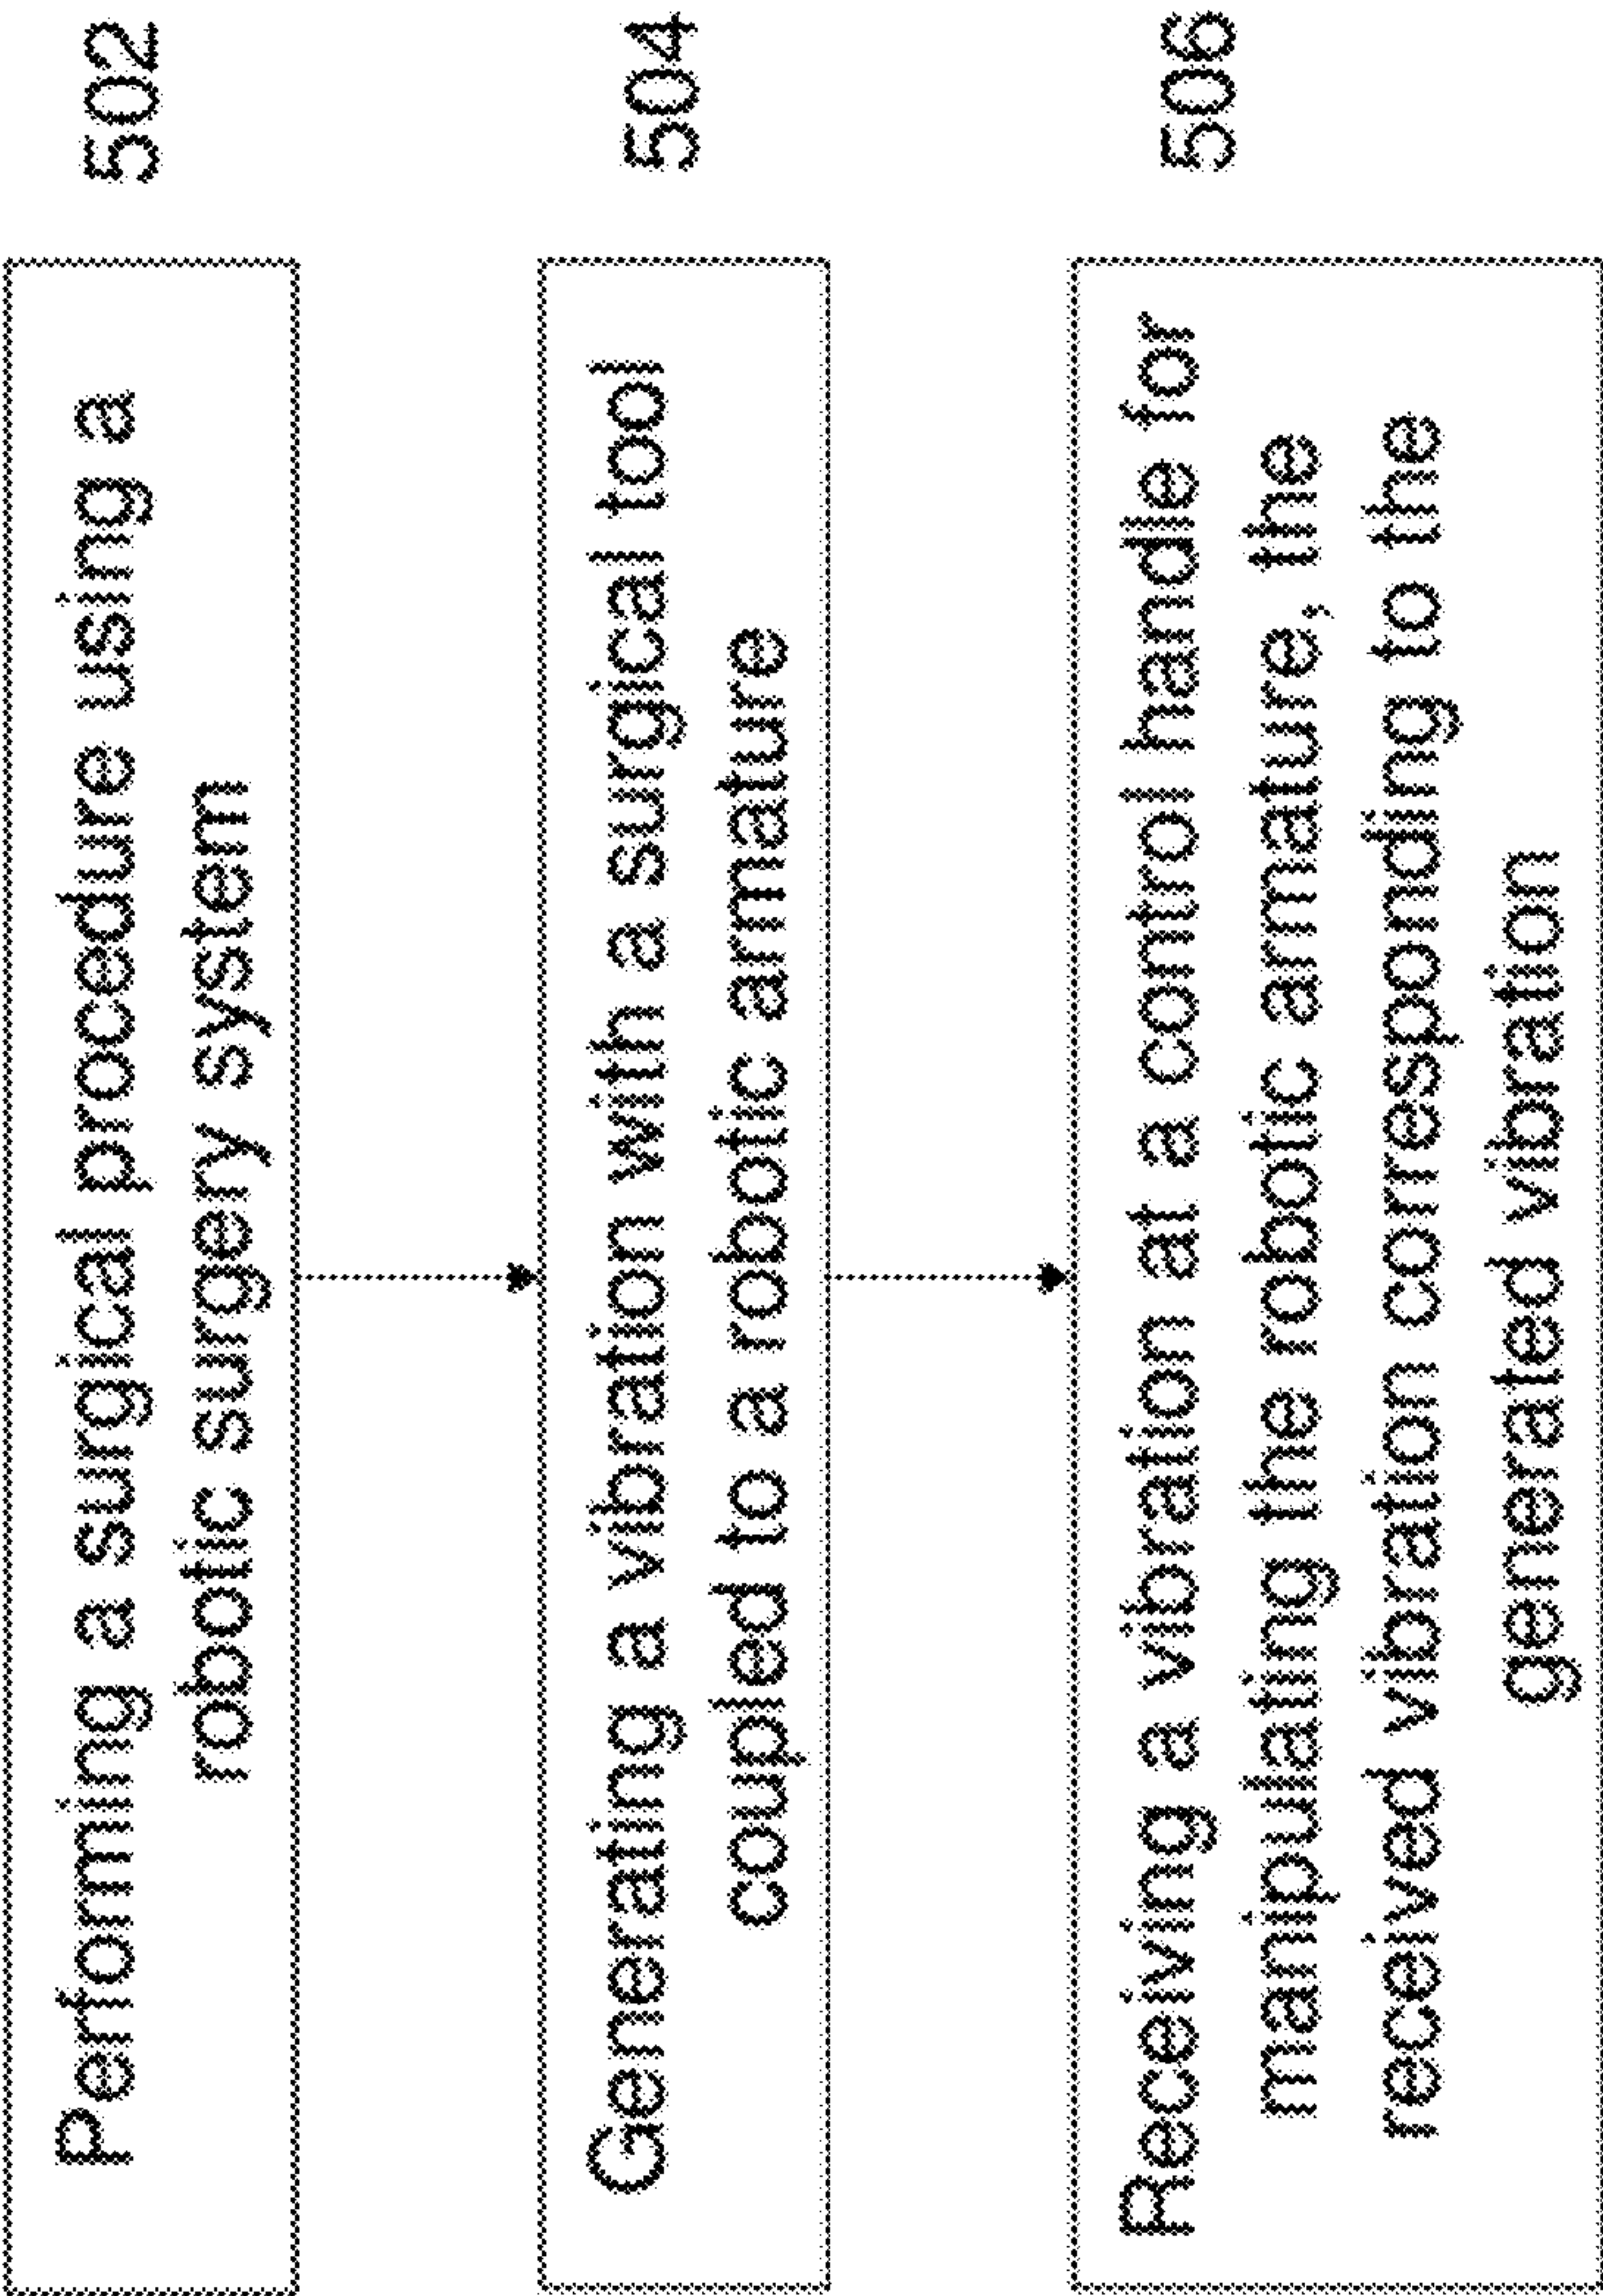 Performing a surgical procedure using a
robotic surgery system
502
Generating a vibration with a surgical tool
coupled to a robotic armature
504
Receiving a vibration at a control handle for
manipulating the robotic armature, the
received vibration corresponding to the
generated vibration
506